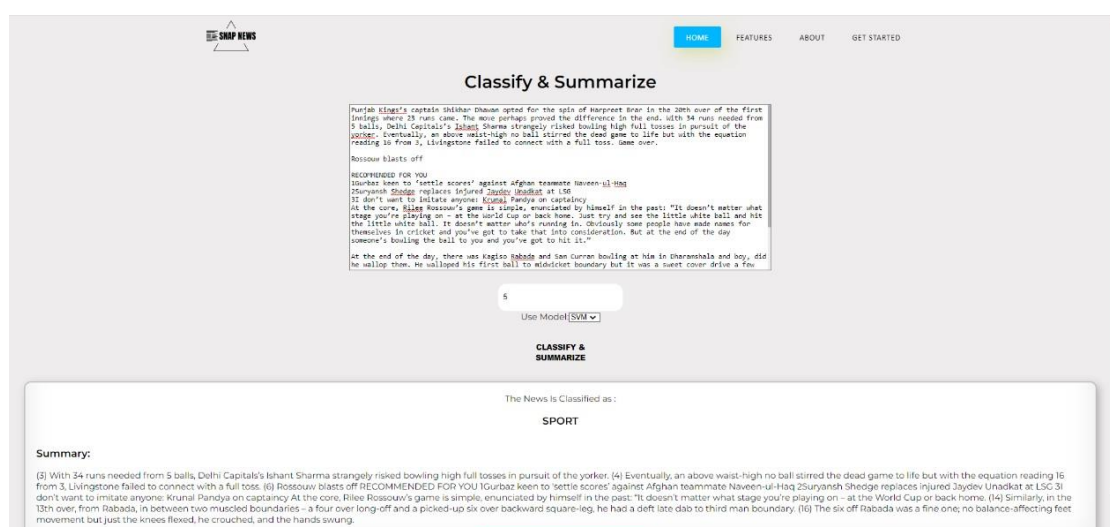 SNAP NEWS
HOME FEATURES ABOUT GET STARTED
Classify & Summarize
Punjab Kings's captain Shikhar Dhawan opted for the spin of Harpreet Brar in the 20th over of the first
innings where 23 runs came. The move perhaps proved the difference in the end. With 34 runs needed from
5 balls, Delhi Capitals's Ishant Sharma strangely risked bowling high full tosses in pursuit of the
yorker. Eventually, an above waist-high no ball stirred the dead game to life but with the equation
reading 16 from 3, Livingstone failed to connect with a full toss. Game over.
Rossouw blasts off
RECOMMENDED FOR YOU
1Gurbaz keen to ‘settle scores’ against Afghan teammate Naveen-ul-Haq
2Suryansh Shedge replaces injured Jaydev Unadkat at LSG
3I don't want to imitate anyone: Krunal Pandya on captaincy
At the core, Rilee Rossouw's game is simple, enunciated by himself in the past: "It doesn't matter what
stage you're playing on – at the World Cup or back home. Just try and see the little white ball and hit
the little white ball. It doesn't matter who's running in. Obviously some people have made names for
themselves in cricket and you've got to take that into consideration. But at the end of the day
someone's bowling the ball to you and you've got to hit it."
At the end of the day, there was Kagiso Rabada and Sam Curran bowling at him in Dharamshala and boy, did
he wallop them. He walloped his first ball to midwicket boundary but it was a sweet cover drive a few
5
Use Model: SVM
CLASSIFY &
SUMMARIZE
The News Is Classified as :
SPORT
Summary:
(3) With 34 runs needed from 5 balls, Delhi Capitals's Ishant Sharma strangely risked bowling high full tosses in pursuit of the yorker. (4) Eventually, an above waist-high no ball stirred the dead game to life but with the equation reading 16
from 3, Livingstone failed to connect with a full toss. (6) Rossouw blasts off RECOMMENDED FOR YOU 1Gurbaz keen to ‘settle scores’ against Afghan teammate Naveen-ul-Haq 2Suryansh Shedge replaces injured Jaydev Unadkat at LSG 3I
don't want to imitate anyone: Krunal Pandya on captaincy At the core, Rilee Rossouw's game is simple, enunciated by himself in the past: "It doesn't matter what stage you're playing on – at the World Cup or back home. (14) Similarly, in the
13th over, from Rabada, in between two muscled boundaries – a four over long-off and a picked-up six over backward square-leg, he had a deft late dab to third man boundary. (16) The six off Rabada was a fine one; no balance-affecting feet
movement but just the knees flexed, he crouched, and the hands swung.